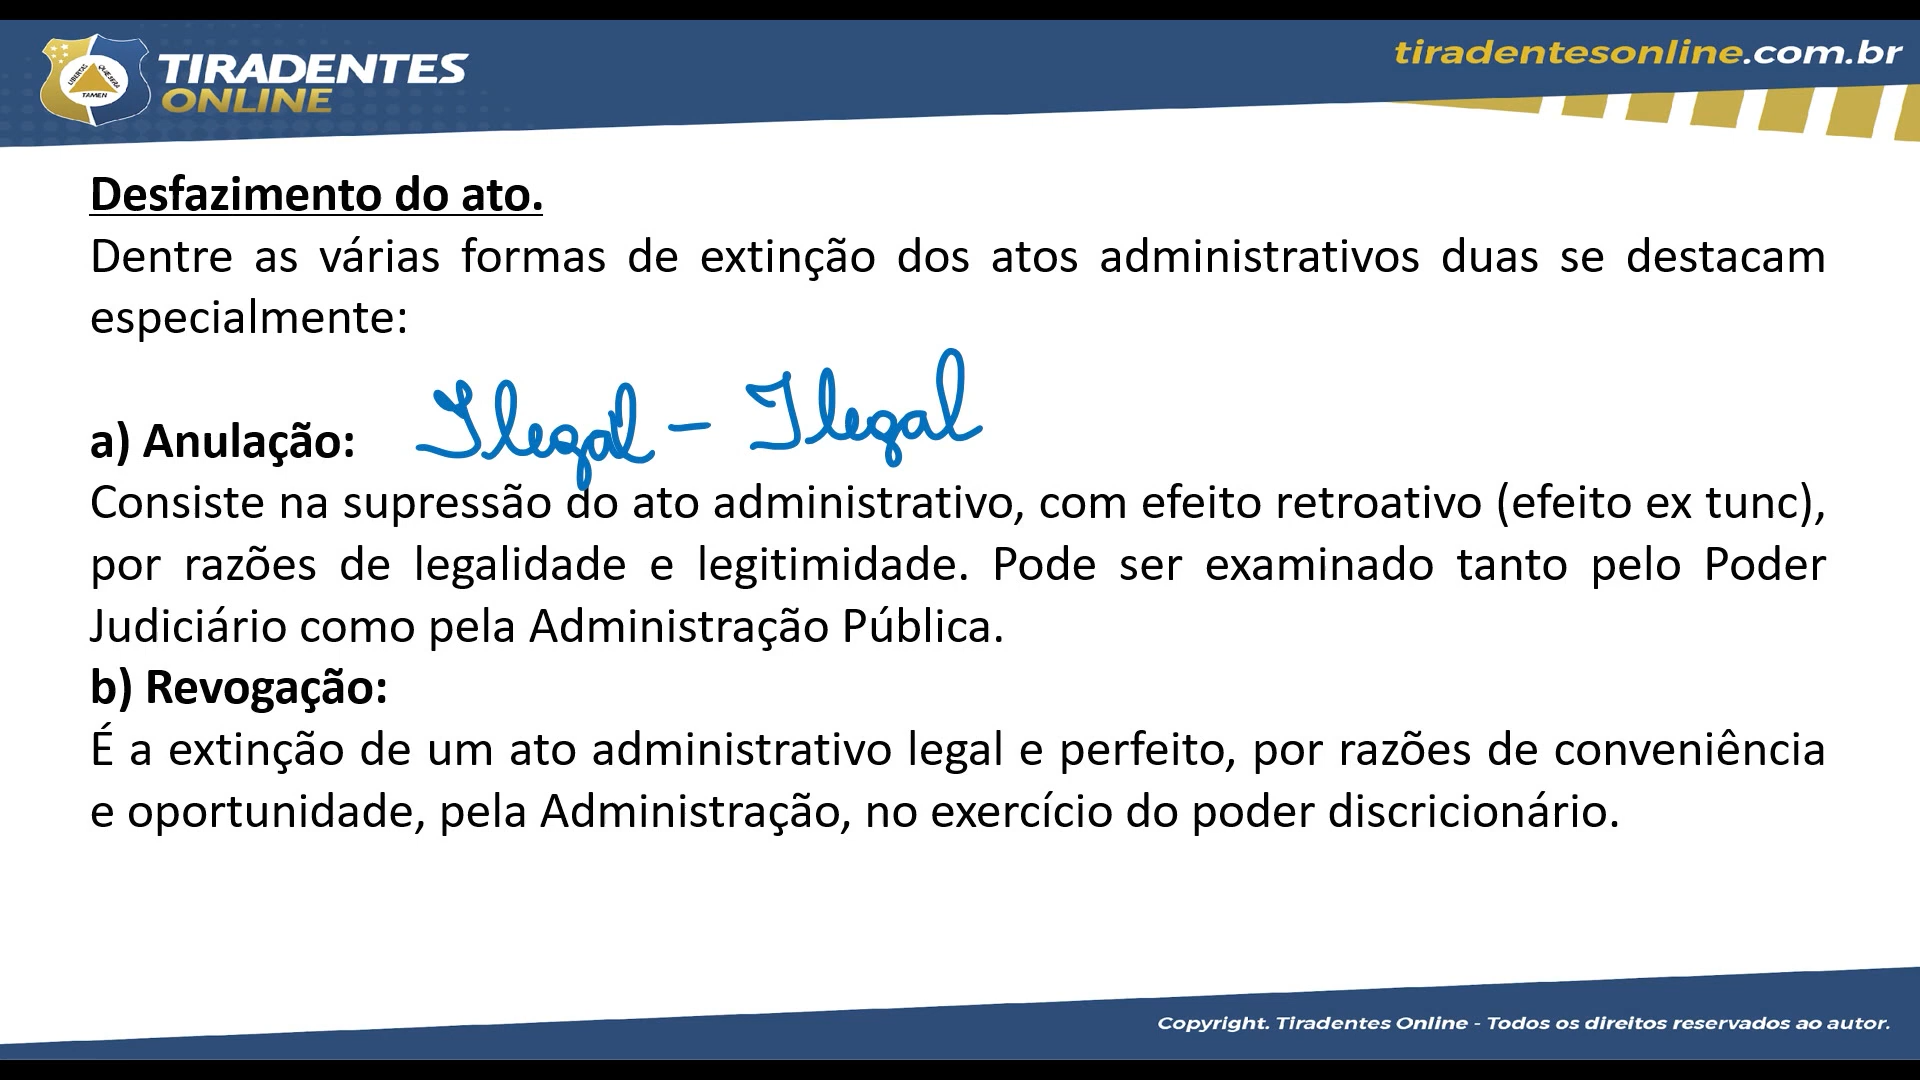 LIBERTAS QUÆ SERA TAMEN
TIRADENTES
ONLINE
tiradentesonline.com.br
Desfazimento do ato.
Dentre as várias formas de extinção dos atos administrativos duas se destacam
especialmente:
a) Anulação: Ilegal - Ilegal
Consiste na supressão do ato administrativo, com efeito retroativo (efeito ex tunc),
por razões de legalidade e legitimidade. Pode ser examinado tanto pelo Poder
Judiciário como pela Administração Pública.
b) Revogação:
É a extinção de um ato administrativo legal e perfeito, por razões de conveniência
e oportunidade, pela Administração, no exercício do poder discricionário.
Copyright. Tiradentes Online - Todos os direitos reservados ao autor.